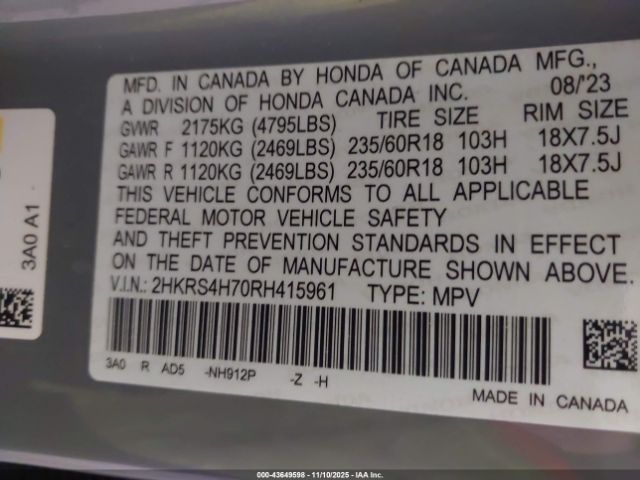 MFD. IN CANADA BY HONDA OF CANADA MFG.,
A DIVISION OF HONDA CANADA INC. 08/'23
GVWR 2175KG (4795LBS) TIRE SIZE RIM SIZE
GAWR F 1120KG (2469LBS) 235/60R18 103H 18X7.5J
GAWR R 1120KG (2469LBS) 235/60R18 103H 18X7.5J
THIS VEHICLE CONFORMS TO ALL APPLICABLE
FEDERAL MOTOR VEHICLE SAFETY
AND THEFT PREVENTION STANDARDS IN EFFECT
ON THE DATE OF MANUFACTURE SHOWN ABOVE.
V.I.N.: 2HKRS4H70RH415961 TYPE: MPV
3A0 R AD5 -NH912P -Z -H
MADE IN CANADA
3A0 A1
000-43649598 - 11/10/2025 - IAA Inc.